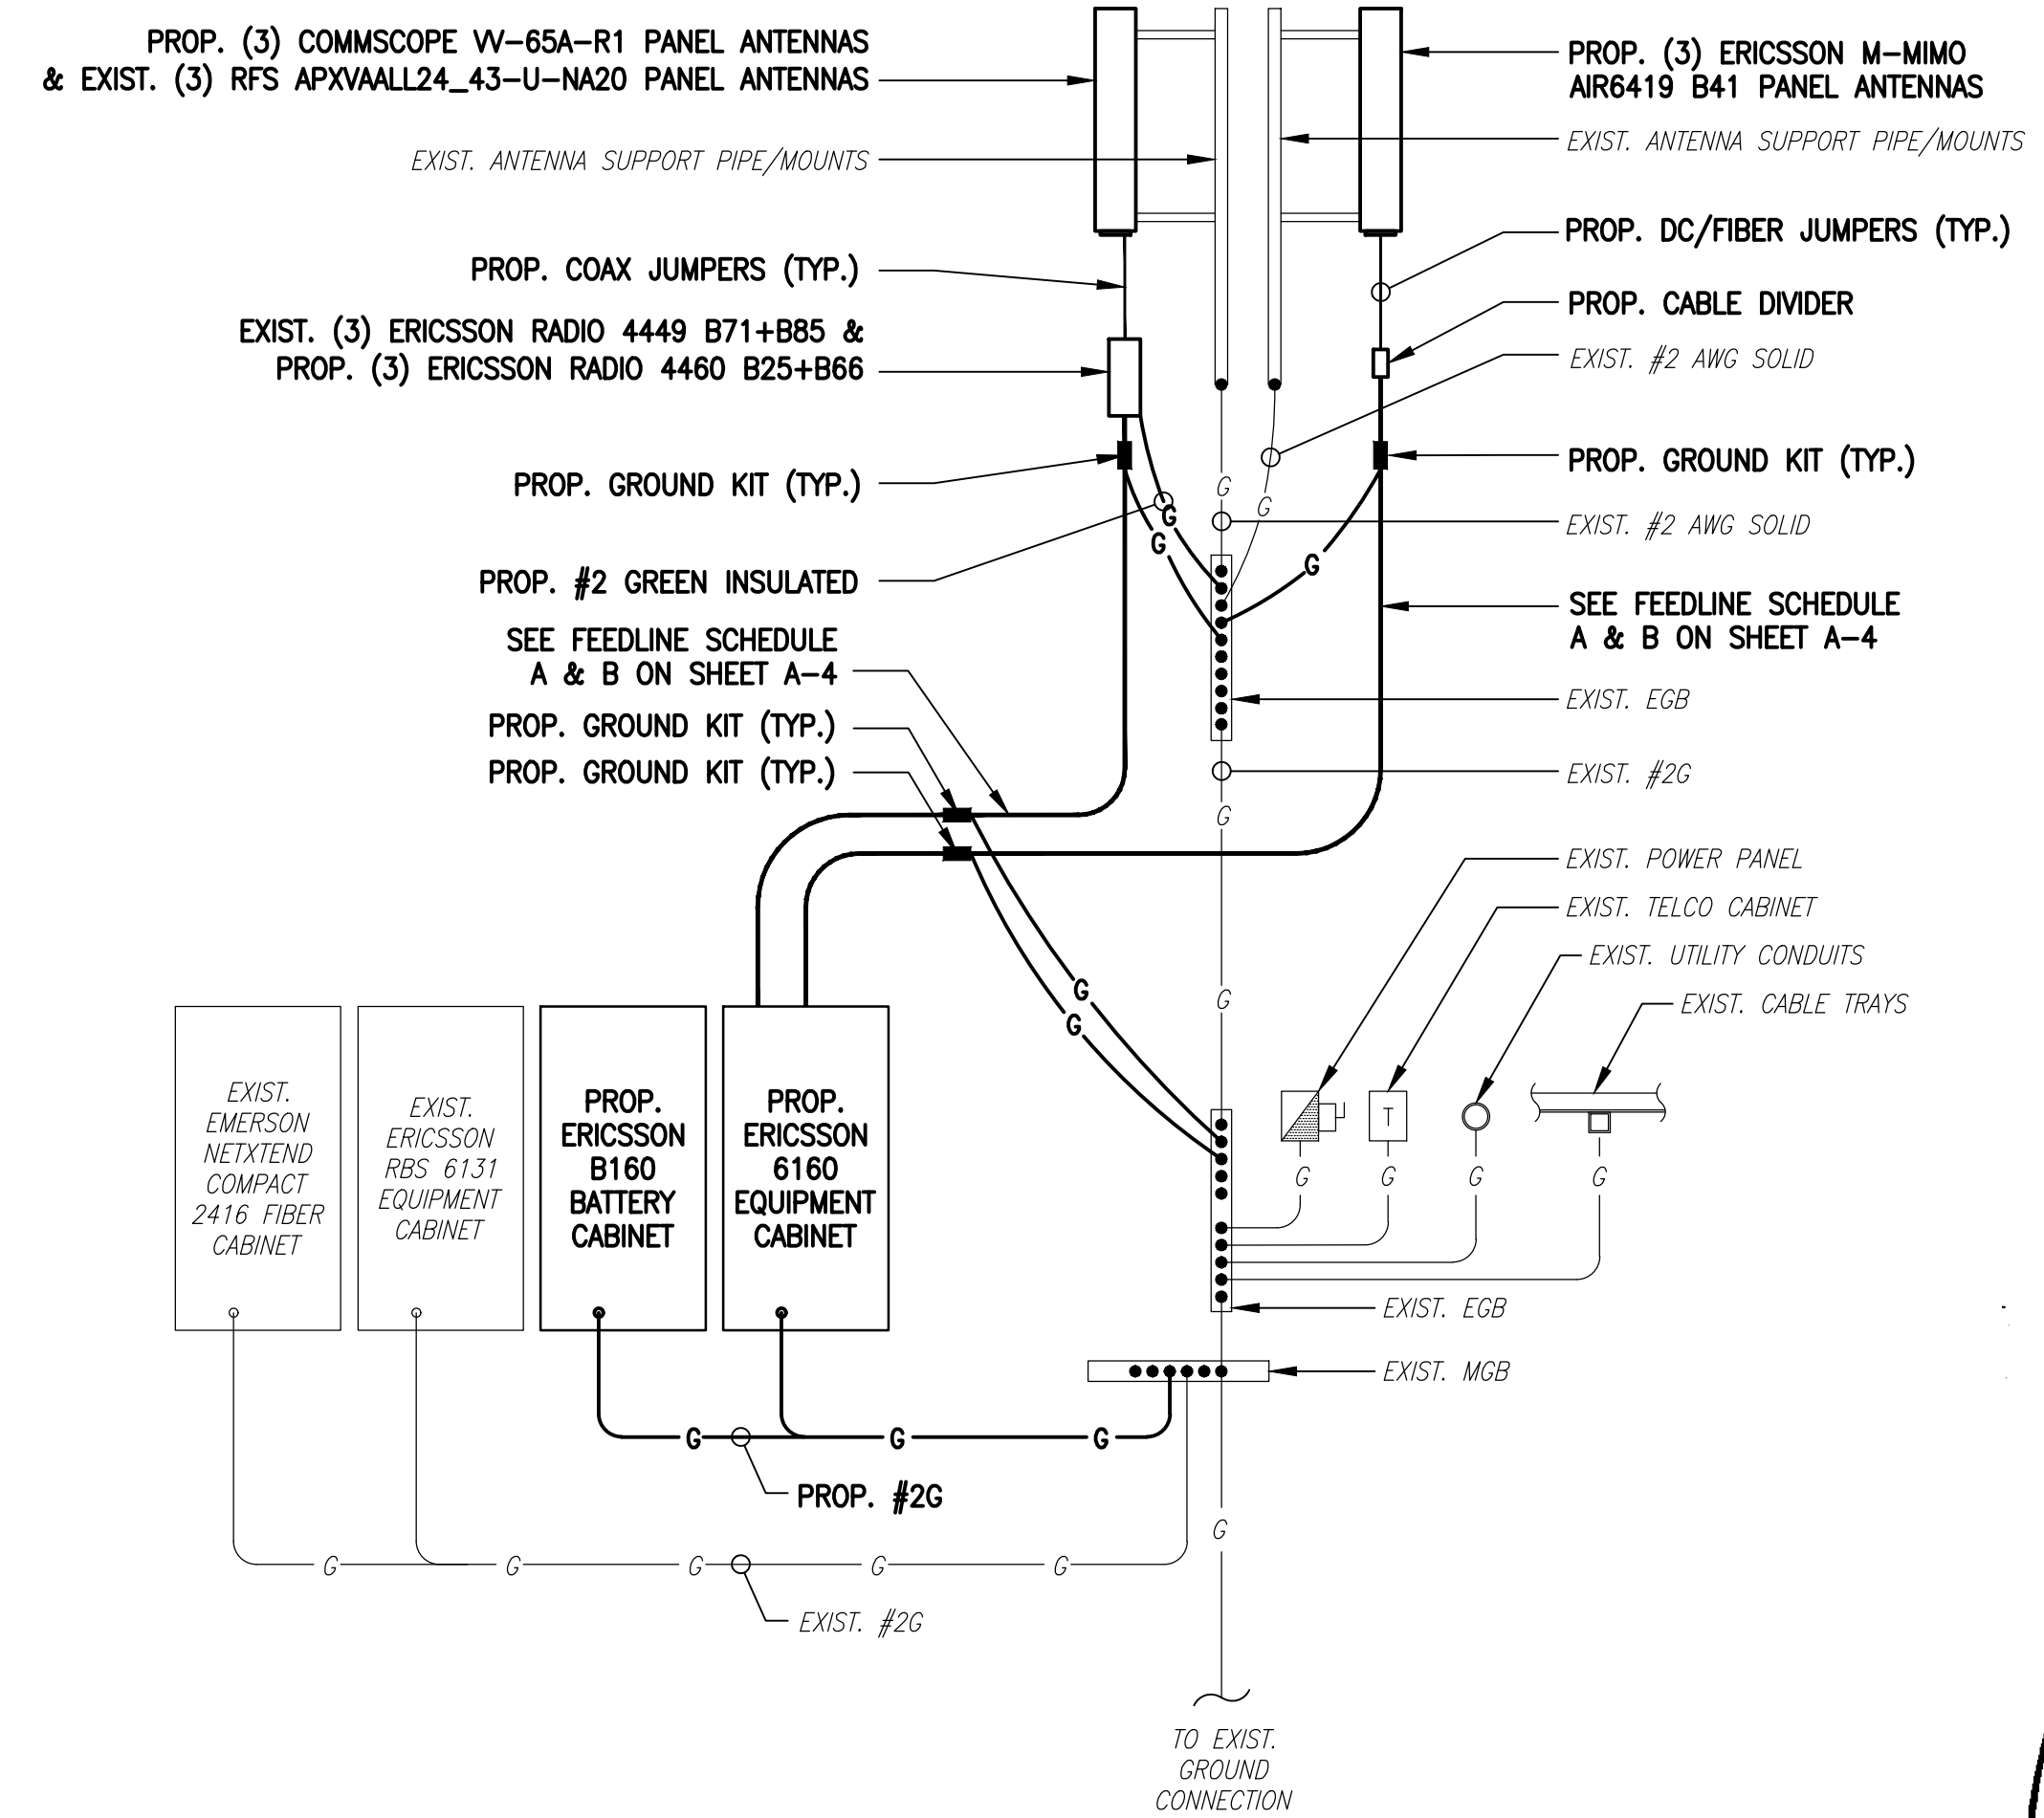 PROP. (3) COMMSCOPE VV-65A-R1 PANEL ANTENNAS
& EXIST. (3) RFS APXVAALL24_43-U-NA20 PANEL ANTENNAS
EXIST. ANTENNA SUPPORT PIPE/MOUNTS
PROP. COAX JUMPERS (TYP.)
EXIST. (3) ERICSSON RADIO 4449 B71+B85 &
PROP. (3) ERICSSON RADIO 4460 B25+B66
PROP. GROUND KIT (TYP.)
PROP. #2 GREEN INSULATED
SEE FEEDLINE SCHEDULE
A & B ON SHEET A-4
PROP. GROUND KIT (TYP.)
PROP. GROUND KIT (TYP.)
PROP. (3) ERICSSON M-MIMO
AIR6419 B41 PANEL ANTENNAS
EXIST. ANTENNA SUPPORT PIPE/MOUNTS
PROP. DC/FIBER JUMPERS (TYP.)
PROP. CABLE DIVIDER
EXIST. #2 AWG SOLID
PROP. GROUND KIT (TYP.)
EXIST. #2 AWG SOLID
SEE FEEDLINE SCHEDULE
A & B ON SHEET A-4
EXIST. EGB
EXIST. #2G
EXIST. POWER PANEL
EXIST. TELCO CABINET
EXIST. UTILITY CONDUITS
EXIST. CABLE TRAYS
G
G
G
G
G
G
G
G
G
T
G
G
G
G
EXIST.
EMERSON
NETXTEND
COMPACT
2416 FIBER
CABINET
EXIST.
ERICSSON
RBS 6131
EQUIPMENT
CABINET
PROP.
ERICSSON
B160
BATTERY
CABINET
PROP.
ERICSSON
6160
EQUIPMENT
CABINET
EXIST. EGB
EXIST. MGB
G
G
G
PROP. #2G
G
G
G
G
G
G
EXIST. #2G
TO EXIST.
GROUND
CONNECTION